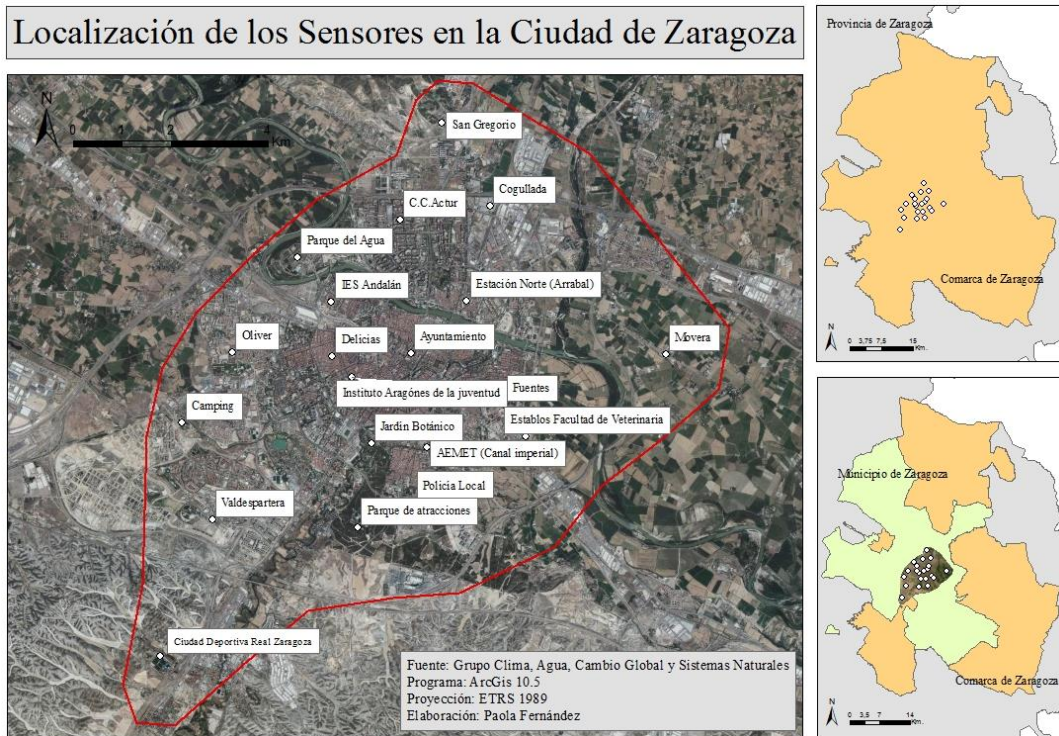 Localización de los Sensores en la Ciudad de Zaragoza
N
0 1 2 4
Km
San Gregorio
Cogullada
C.C.Actur
Parque del Agua
IES Andalán
Estación Norte (Arrabal)
Oliver
Delicias
Ayuntamiento
Movera
Instituto Aragónes de la juventud
Fuentes
Camping
Establos Facultad de Veterinaria
Jardín Botánico
AEMET (Canal imperial)
Policía Local
Valdespartera
Parque de atracciones
Ciudad Deportiva Real Zaragoza
Fuente: Grupo Clima, Agua, Cambio Global y Sistemas Naturales
Programa: ArcGis 10.5
Proyección: ETRS 1989
Elaboración: Paola Fernández
Provincia de Zaragoza
Comarca de Zaragoza
N
0 3,75 7,5 15
Km.
Municipio de Zaragoza
Comarca de Zaragoza
N
0 3,5 7 14
Km.